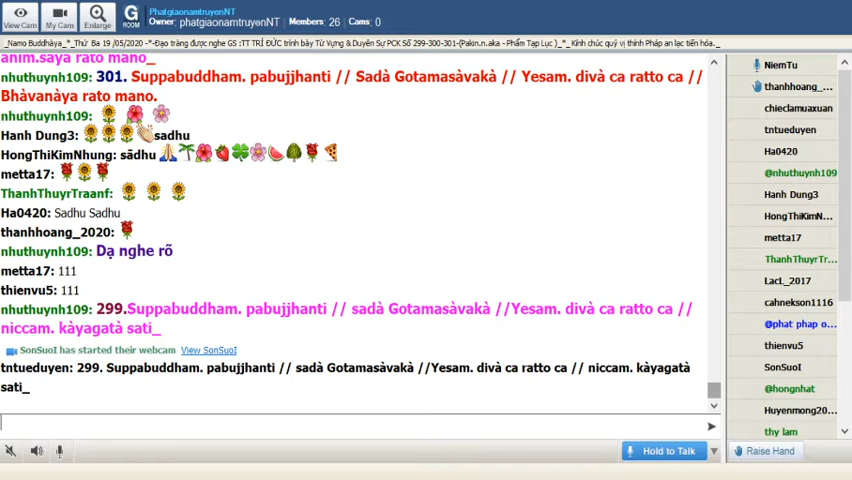 View Cam
My Cam
Enlarge
G
ROOM
PhatgiaonamtruyenNT
Owner: phatgiaonamtruyenNT Members: 26 Cams: 0
_Namo Buddhàya_*_Thứ Ba 19 /05/2020 -*-Đạo tràng được nghe GS :TT TRÍ ĐỨC trình bày Từ Vựng & Duyên Sự PCK Số 299-300-301-(Pakin.n.aka - Phẩm Tạp Lục )_*_ Kính chúc quý vị thính Pháp an lạc tiến hóa._
anim.sàya rato mano_
nhuthuynh109: 301. Suppabuddham. pabujjhanti // Sadà Gotamasàvakà // Yesam. divà ca ratto ca //
Bhàvanàya rato mano.
nhuthuynh109:
Hanh Dung3: sadhu
HongThiKimNhung: sādhu
metta17:
ThanhThuyrTraanf:
Ha0420: Sadhu Sadhu
thanhhoang_2020:
nhuthuynh109: Dạ nghe rõ
metta17: 111
thienvu5: 111
nhuthuynh109: 299.Suppabuddham. pabujjhanti // sadà Gotamasàvakà //Yesam. divà ca ratto ca //
niccam. kàyagatà sati_
SonSuoI has started their webcam View SonSuoI
tntueduyen: 299. Suppabuddham. pabujjhanti // sadà Gotamasàvakà //Yesam. divà ca ratto ca // niccam. kàyagatà
sati_
Hold to Talk
NiemTu
thanhhoang_...
chieclamuaxuan
tntueduyen
Ha0420
@nhuthuynh109
Hanh Dung3
HongThiKimN...
metta17
ThanhThuyrTr...
LacL_2017
cahnekson1116
@phat phap o...
thienvu5
SonSuoI
@hongnhat
Huyenmong20...
thy lam
Raise Hand